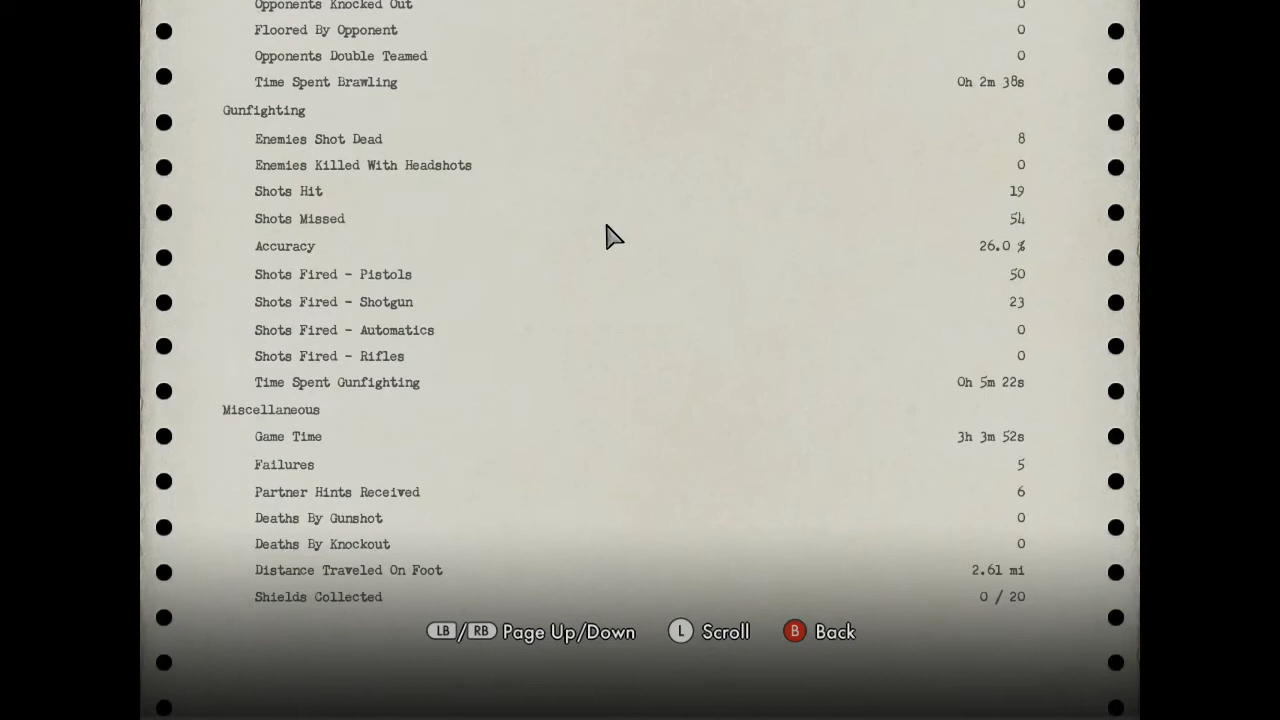 Opponents Knocked Out 0
Floored By Opponent 0
Opponents Double Teamed 0
Time Spent Brawling 0h 2m 38s
Gunfighting
Enemies Shot Dead 8
Enemies Killed With Headshots 0
Shots Hit 19
Shots Missed 54
Accuracy 26.0 %
Shots Fired - Pistols 50
Shots Fired - Shotgun 23
Shots Fired - Automatics 0
Shots Fired - Rifles 0
Time Spent Gunfighting 0h 5m 22s
Miscellaneous
Game Time 3h 3m 52s
Failures 5
Partner Hints Received 6
Deaths By Gunshot 0
Deaths By Knockout 0
Distance Traveled On Foot 2.61 mi
Shields Collected 0 / 20
LB/RB Page Up/Down L Scroll B Back